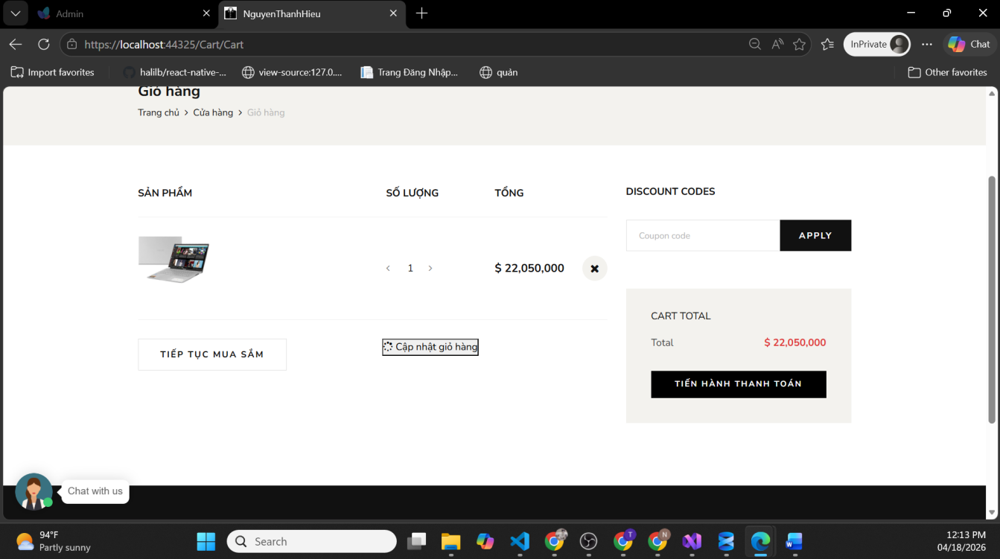 Admin
NguyenThanhHieu
https://localhost:44325/Cart/Cart
InPrivate
Chat
Import favorites
halilb/react-native-...
view-source:127.0....
Trang Đăng Nhập...
quản
Other favorites
Giỏ hàng
Trang chủ > Cửa hàng > Giỏ hàng
SẢN PHẨM
SỐ LƯỢNG
TỔNG
DISCOUNT CODES
Coupon code
APPLY
< 1 >
$ 22,050,000
CART TOTAL
Total
$ 22,050,000
TIẾP TỤC MUA SẮM
Cập nhật giỏ hàng
TIẾN HÀNH THANH TOÁN
Chat with us
94°F
Partly sunny
Search
12:13 PM
04/18/2026